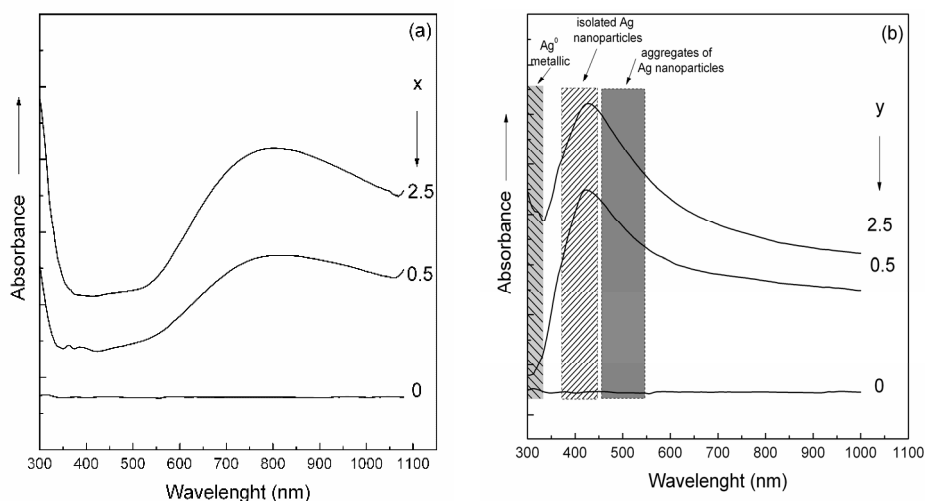 (a)
x
2.5
0.5
0
Absorbance
300 400 500 600 700 800 900 1000 1100
Wavelenght (nm)
(b)
isolated Ag
nanoparticles
Ag⁰
metallic
aggregates of
Ag nanoparticles
y
2.5
0.5
0
Absorbance
300 400 500 600 700 800 900 1000 1100
Wavelenght (nm)